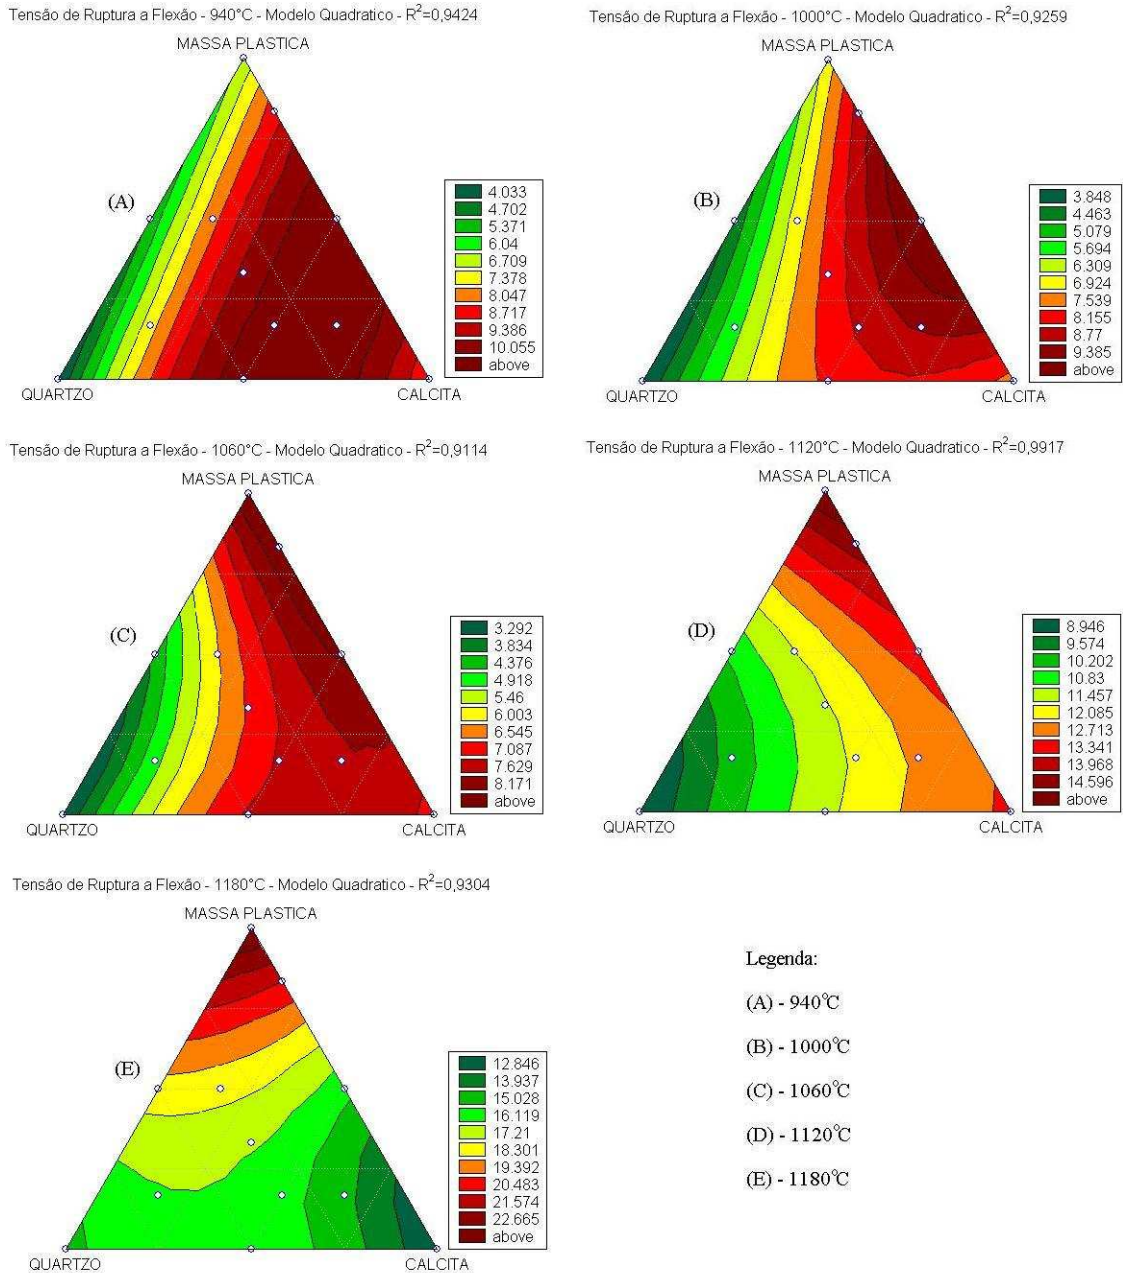 Tensão de Ruptura a Flexão - 940°C - Modelo Quadratico - R²=0,9424
MASSA PLASTICA
(A)
4.033
4.702
5.371
6.04
6.709
7.378
8.047
8.717
9.386
10.055
above
QUARTZO
CALCITA
Tensão de Ruptura a Flexão - 1000°C - Modelo Quadratico - R²=0,9259
MASSA PLASTICA
(B)
3.848
4.463
5.079
5.694
6.309
6.924
7.539
8.155
8.77
9.385
above
QUARTZO
CALCITA
Tensão de Ruptura a Flexão - 1060°C - Modelo Quadratico - R²=0,9114
MASSA PLASTICA
(C)
3.292
3.834
4.376
4.918
5.46
6.003
6.545
7.087
7.629
8.171
above
QUARTZO
CALCITA
Tensão de Ruptura a Flexão - 1120°C - Modelo Quadratico - R²=0,9917
MASSA PLASTICA
(D)
8.946
9.574
10.202
10.83
11.457
12.085
12.713
13.341
13.968
14.596
above
QUARTZO
CALCITA
Tensão de Ruptura a Flexão - 1180°C - Modelo Quadratico - R²=0,9304
MASSA PLASTICA
(E)
12.846
13.937
15.028
16.119
17.21
18.301
19.392
20.483
21.574
22.665
above
QUARTZO
CALCITA
Legenda:
(A) - 940°C
(B) - 1000°C
(C) - 1060°C
(D) - 1120°C
(E) - 1180°C